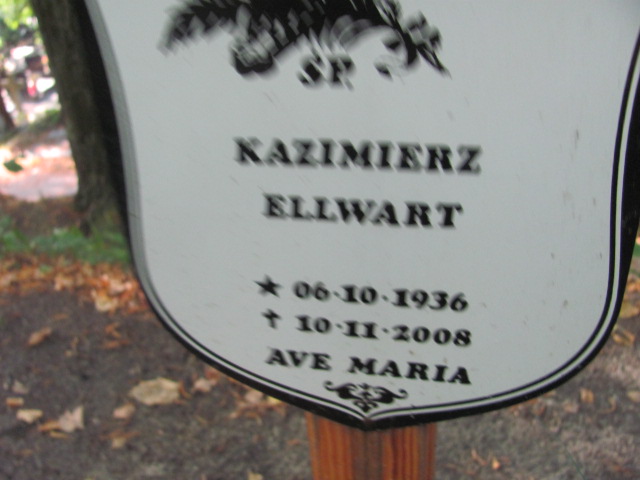 ŚP.
KAZIMIERZ
ELLWART
★ 06·10·1936
† 10·11·2008
AVE MARIA